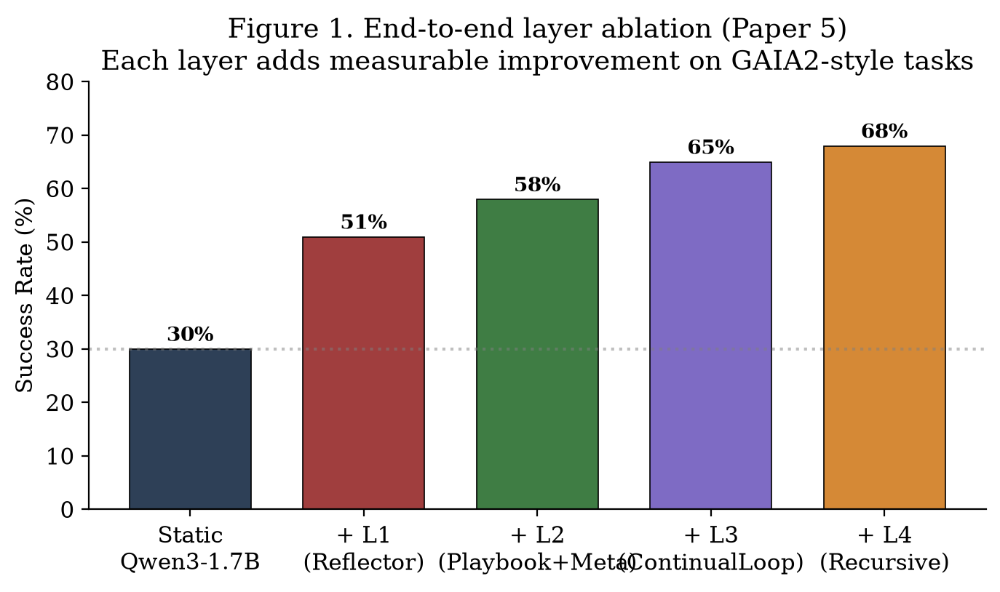 Figure 1. End-to-end layer ablation (Paper 5)
Each layer adds measurable improvement on GAIA2-style tasks
Success Rate (%)
80
70
60
50
40
30
20
10
0
30%
51%
58%
65%
68%
Static
Qwen3-1.7B
+ L1
(Reflector)
+ L2
(Playbook+Meta)
+ L3
(ContinualLoop)
+ L4
(Recursive)